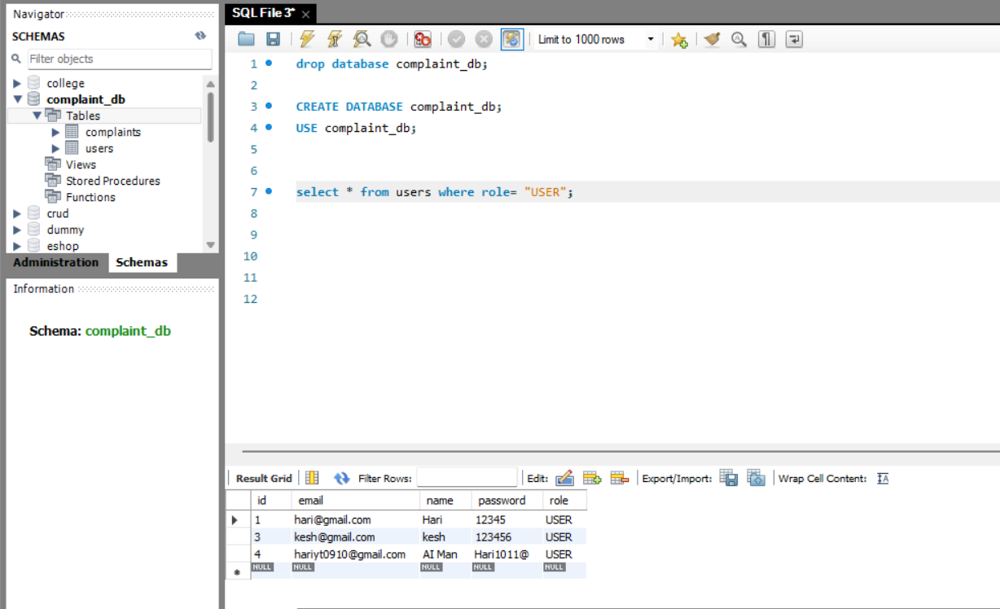 Navigator
SCHEMAS
Filter objects
college
complaint_db
Tables
complaints
users
Views
Stored Procedures
Functions
crud
dummy
eshop
Administration Schemas
Information
Schema: complaint_db
SQL File 3* ×
Limit to 1000 rows
1 drop database complaint_db;
2
3 CREATE DATABASE complaint_db;
4 USE complaint_db;
5
6
7 select * from users where role= "USER";
8
9
10
11
12
Result Grid Filter Rows: Edit: Export/Import: Wrap Cell Content:
id email name password role
1 hari@gmail.com Hari 12345 USER
3 kesh@gmail.com kesh 123456 USER
4 hariyt0910@gmail.com AI Man Hari1011@ USER
NULL NULL NULL NULL NULL